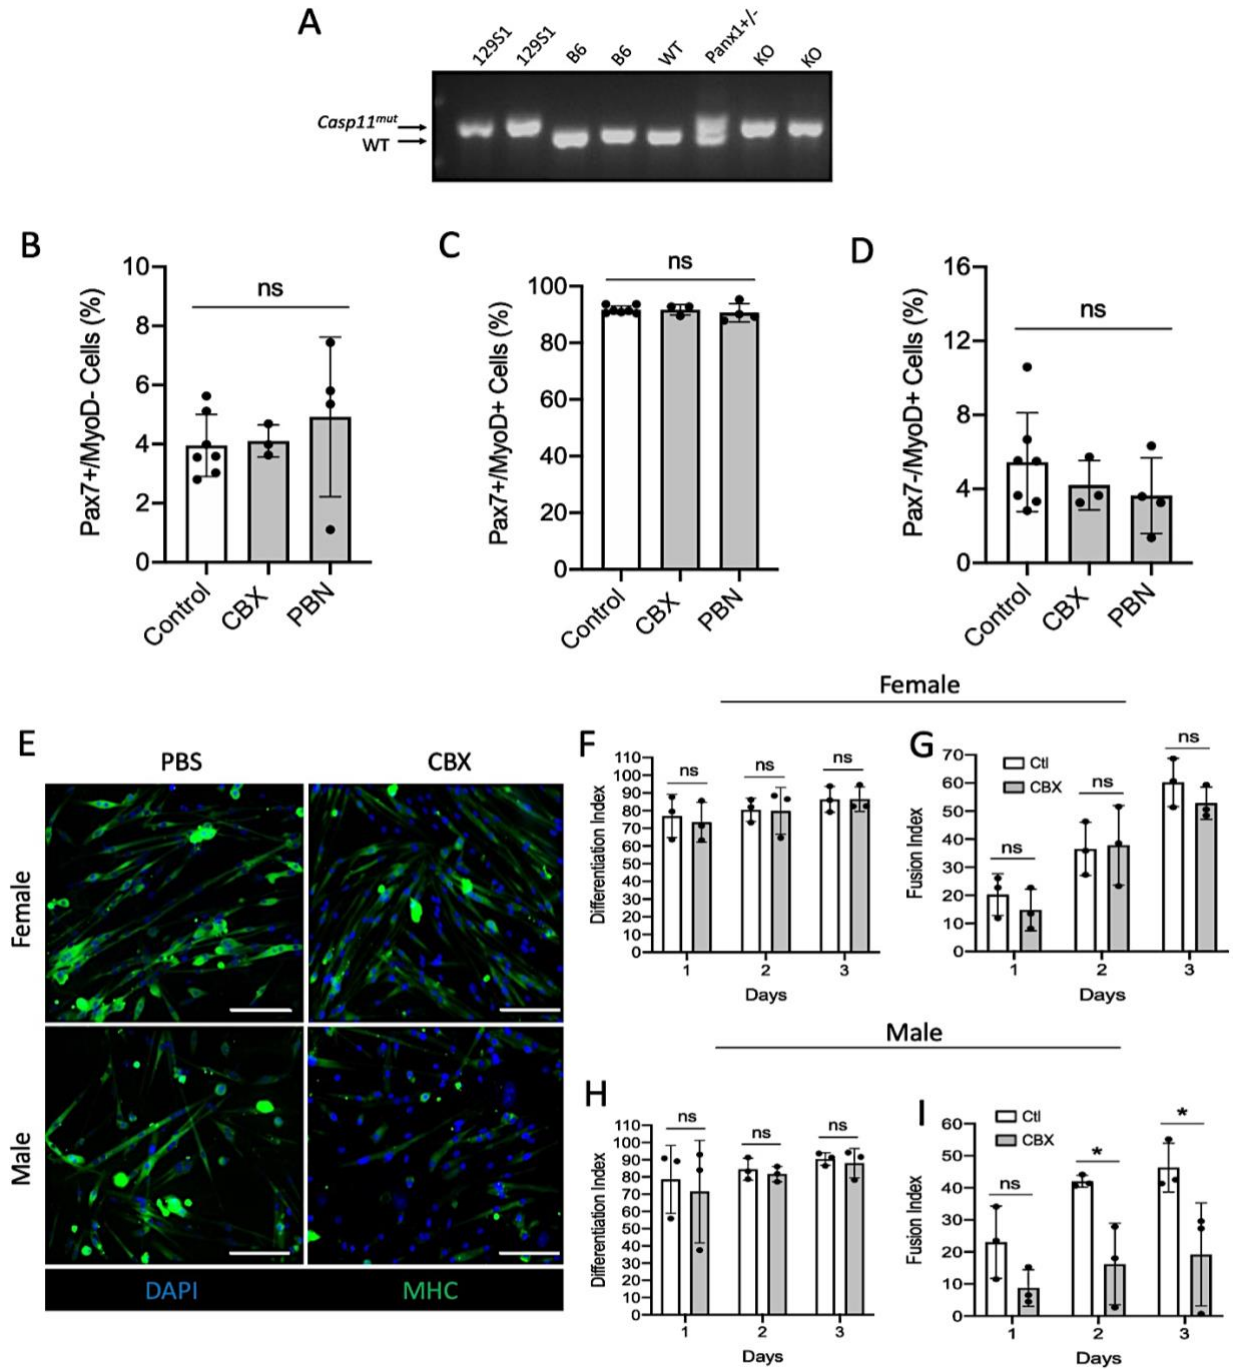 A
129S1
129S1
B6
B6
WT
Panx1+/-
KO
KO
Casp11mut
WT
B
Pax7+/MyoD- Cells (%)
10
8
6
4
2
0
ns
Control
CBX
PBN
C
Pax7+/MyoD+ Cells (%)
100
80
60
40
20
0
ns
Control
CBX
PBN
D
Pax7-/MyoD+ Cells (%)
16
12
8
4
0
ns
Control
CBX
PBN
E
PBS
CBX
Female
Male
DAPI
MHC
Female
F
Differentiation Index
110
100
90
80
70
60
50
40
30
20
10
0
ns
ns
ns
1
2
3
Days
G
Fusion Index
70
60
50
40
30
20
10
0
Ctl
CBX
ns
ns
ns
1
2
3
Days
Male
H
Differentiation Index
110
100
90
80
70
60
50
40
30
20
10
0
ns
ns
ns
1
2
3
Days
I
Fusion Index
60
50
40
30
20
10
0
Ctl
CBX
ns
*
*
1
2
3
Days